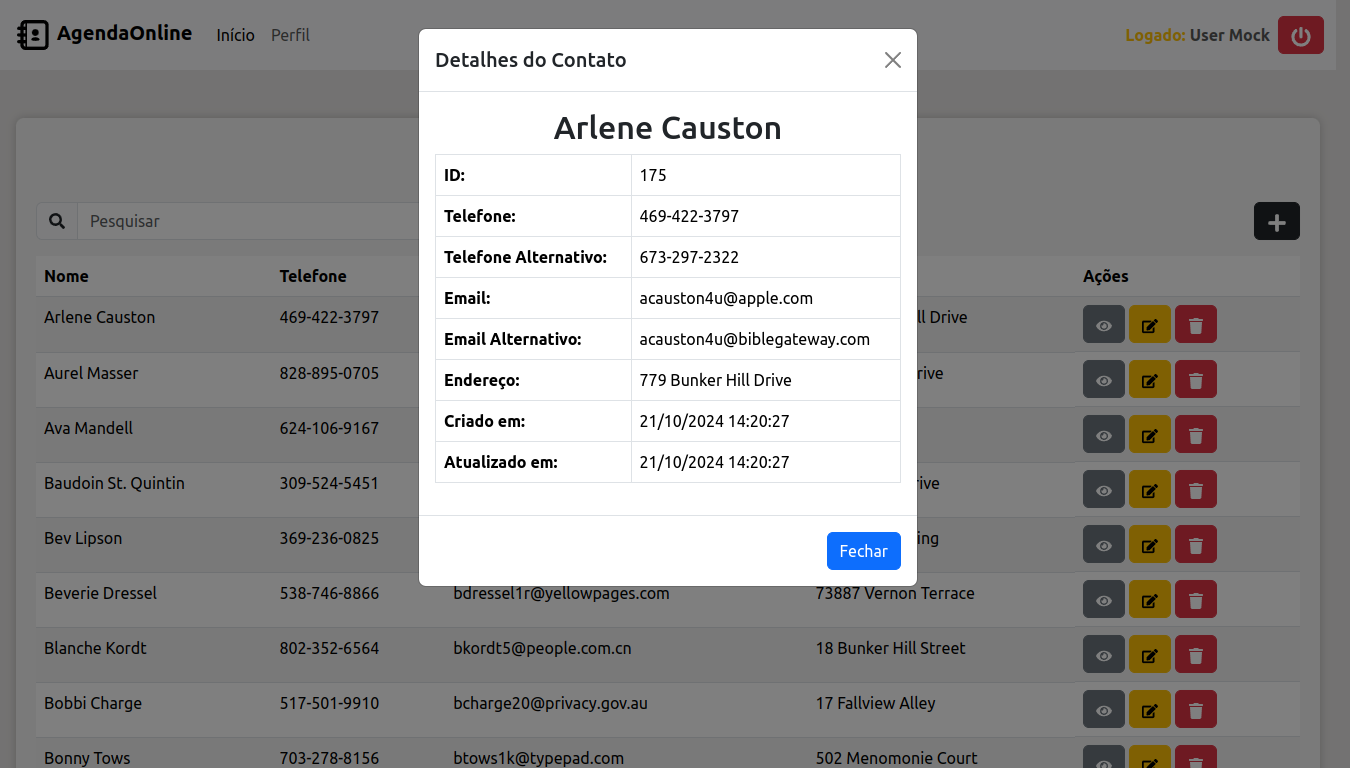 AgendaOnline Início Perfil Logado: User Mock
Detalhes do Contato
Arlene Causton
ID: 175
Telefone: 469-422-3797
Telefone Alternativo: 673-297-2322
Email: acauston4u@apple.com
Email Alternativo: acauston4u@biblegateway.com
Endereço: 779 Bunker Hill Drive
Criado em: 21/10/2024 14:20:27
Atualizado em: 21/10/2024 14:20:27
Fechar
Pesquisar
Nome Telefone Ações
Arlene Causton 469-422-3797 Drive
Aurel Masser 828-895-0705
Ava Mandell 624-106-9167
Baudoin St. Quintin 309-524-5451
Bev Lipson 369-236-0825
Beverie Dressel 538-746-8866 bdressel1r@yellowpages.com 73887 Vernon Terrace
Blanche Kordt 802-352-6564 bkordt5@people.com.cn 18 Bunker Hill Street
Bobbi Charge 517-501-9910 bcharge20@privacy.gov.au 17 Fallview Alley
Bonny Tows 703-278-8156 btows1k@typepad.com 502 Menomonie Court